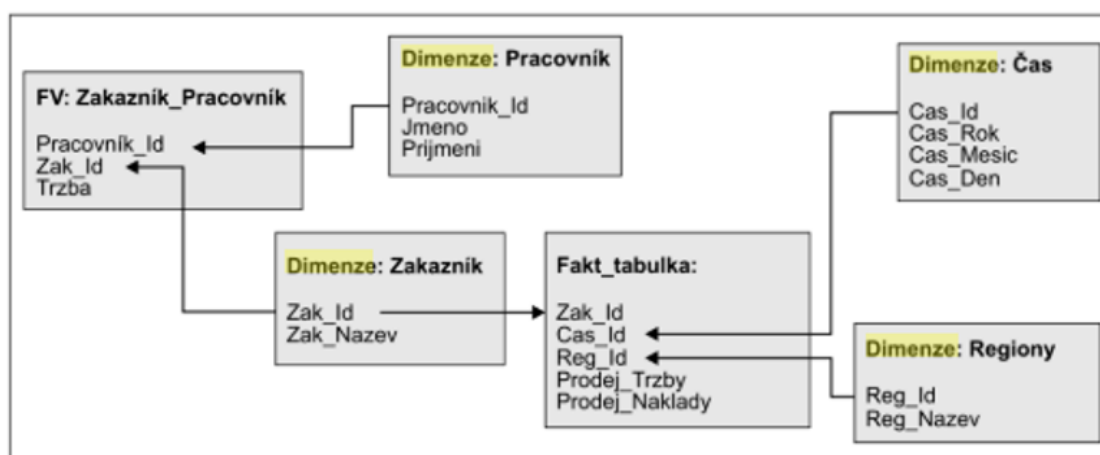 FV: Zakazník_Pracovník
Pracovník_Id
Zak_Id
Trzba
Dimenze: Pracovník
Pracovnik_Id
Jmeno
Prijmeni
Dimenze: Čas
Cas_Id
Cas_Rok
Cas_Mesic
Cas_Den
Dimenze: Zakazník
Zak_Id
Zak_Nazev
Fakt_tabulka:
Zak_Id
Cas_Id
Reg_Id
Prodej_Trzby
Prodej_Naklady
Dimenze: Regiony
Reg_Id
Reg_Nazev